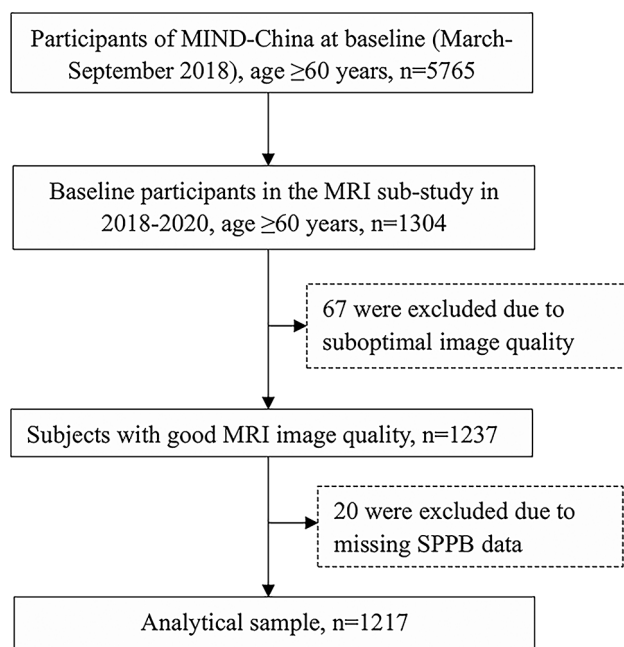 Participants of MIND-China at baseline (March-
September 2018), age ≥60 years, n=5765
Baseline participants in the MRI sub-study in
2018-2020, age ≥60 years, n=1304
67 were excluded due to
suboptimal image quality
Subjects with good MRI image quality, n=1237
20 were excluded due to
missing SPPB data
Analytical sample, n=1217